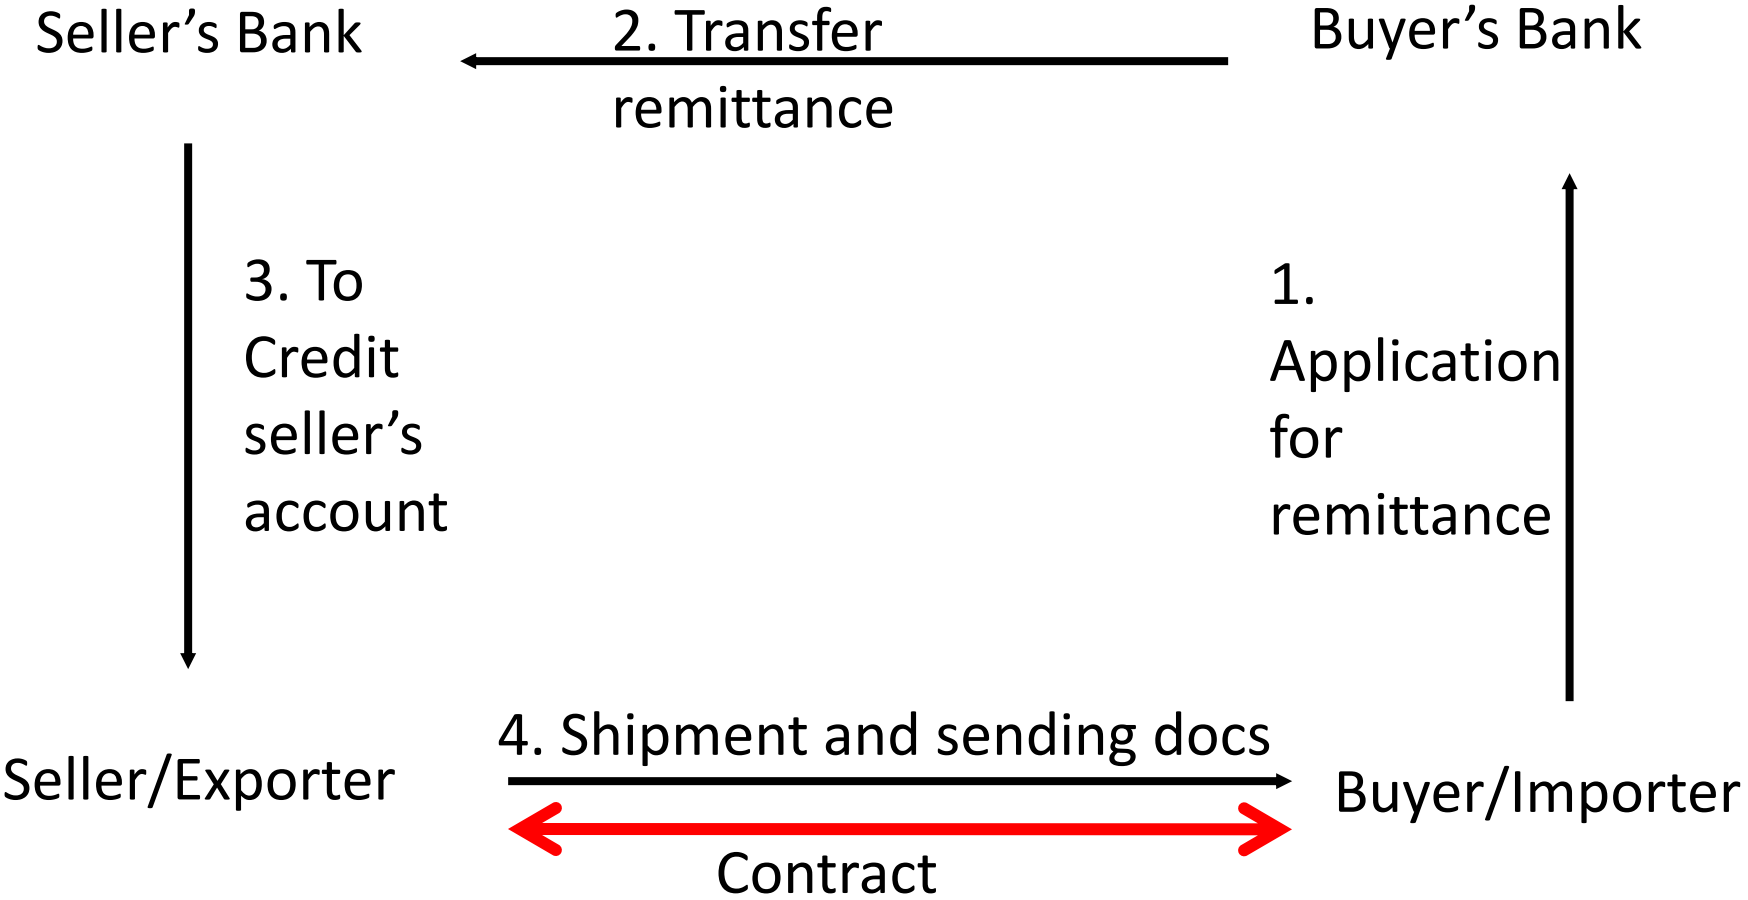 Seller’s Bank
2. Transfer
remittance
Buyer’s Bank
3. To
Credit
seller’s
account
1.
Application
for
remittance
4. Shipment and sending docs
Seller/Exporter
Buyer/Importer
Contract